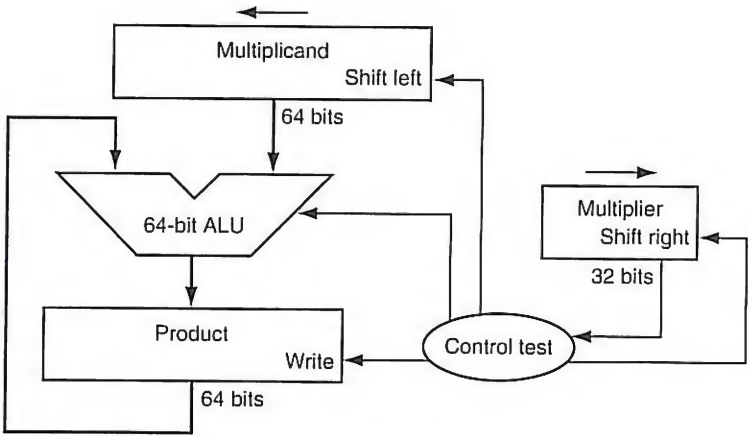 Multiplicand
Shift left
64 bits
64-bit ALU
Multiplier
Shift right
32 bits
Product
Write
Control test
64 bits